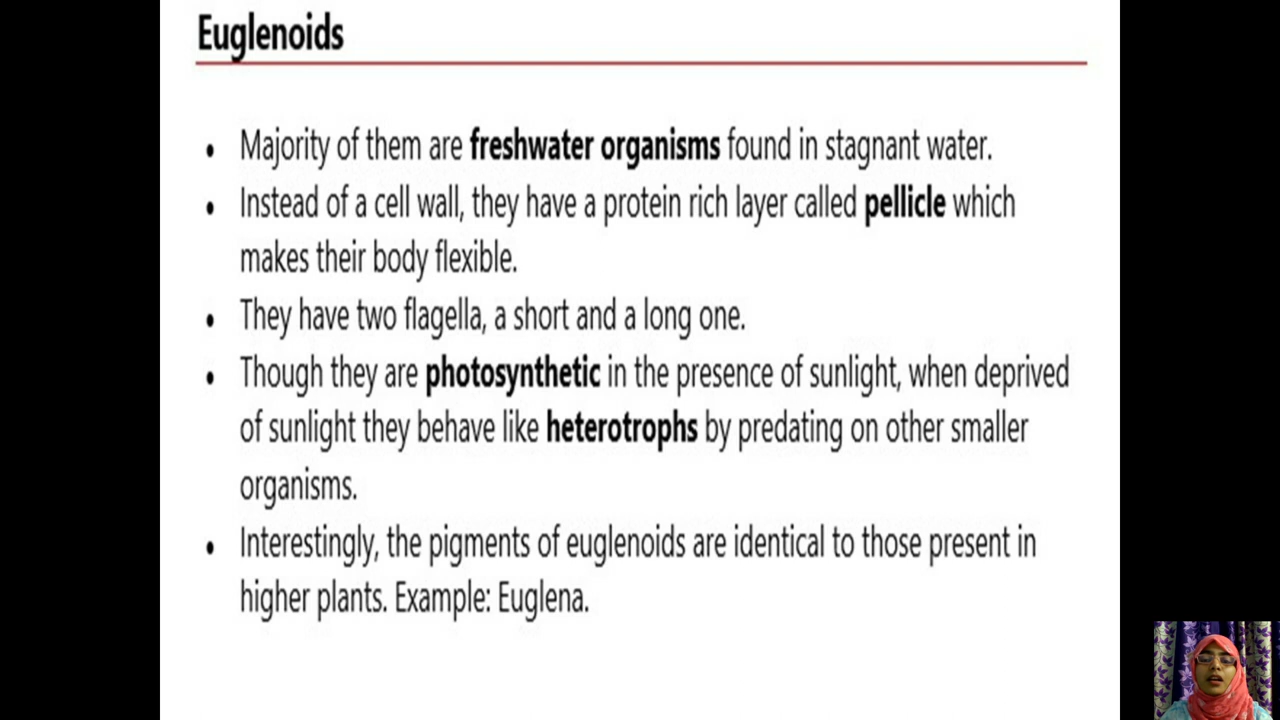 Euglenoids
• Majority of them are freshwater organisms found in stagnant water.
• Instead of a cell wall, they have a protein rich layer called pellicle which
makes their body flexible.
• They have two flagella, a short and a long one.
• Though they are photosynthetic in the presence of sunlight, when deprived
of sunlight they behave like heterotrophs by predating on other smaller
organisms.
• Interestingly, the pigments of euglenoids are identical to those present in
higher plants. Example: Euglena.